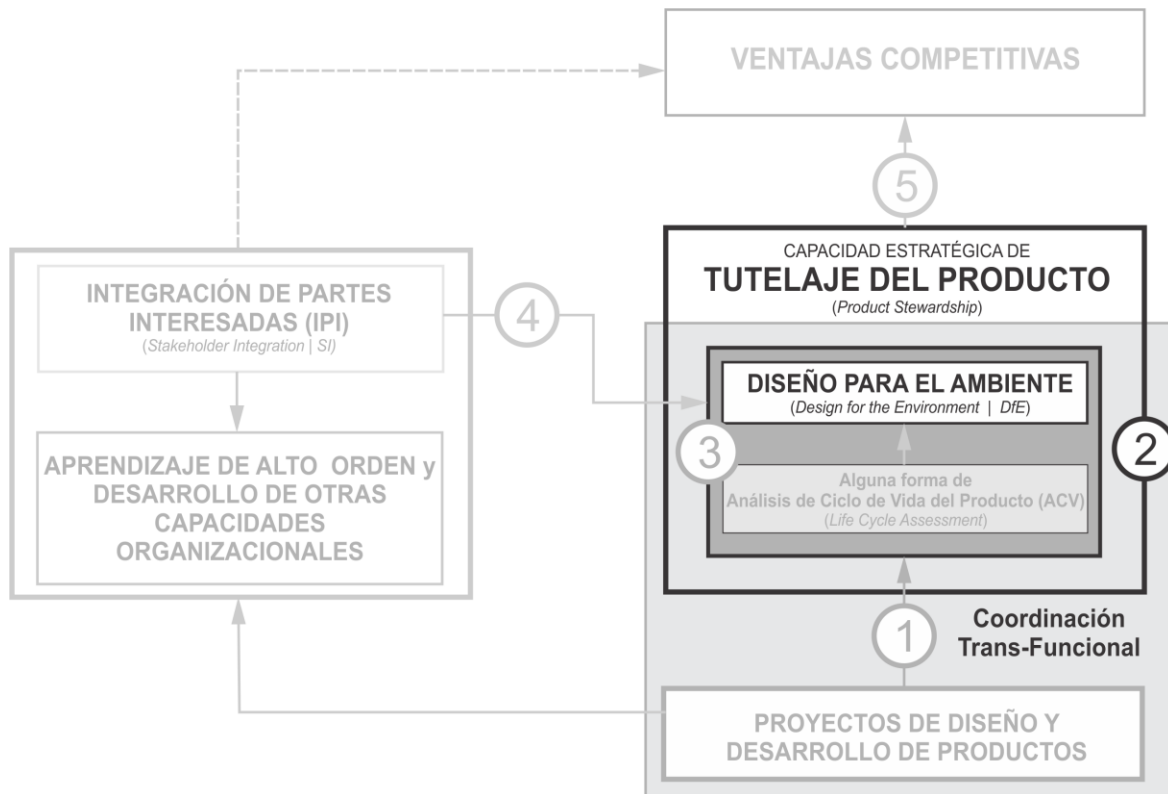 VENTAJAS COMPETITIVAS
5
CAPACIDAD ESTRATÉGICA DE
TUTELAJE DEL PRODUCTO
(Product Stewardship)
INTEGRACIÓN DE PARTES
INTERESADAS (IPI)
(Stakeholder Integration | SI)
4
DISEÑO PARA EL AMBIENTE
(Design for the Environment | DfE)
2
3
APRENDIZAJE DE ALTO ORDEN y
DESARROLLO DE OTRAS
CAPACIDADES
ORGANIZACIONALES
Alguna forma de
Análisis de Ciclo de Vida del Producto (ACV)
(Life Cycle Assessment)
1
Coordinación
Trans-Funcional
PROYECTOS DE DISEÑO Y
DESARROLLO DE PRODUCTOS